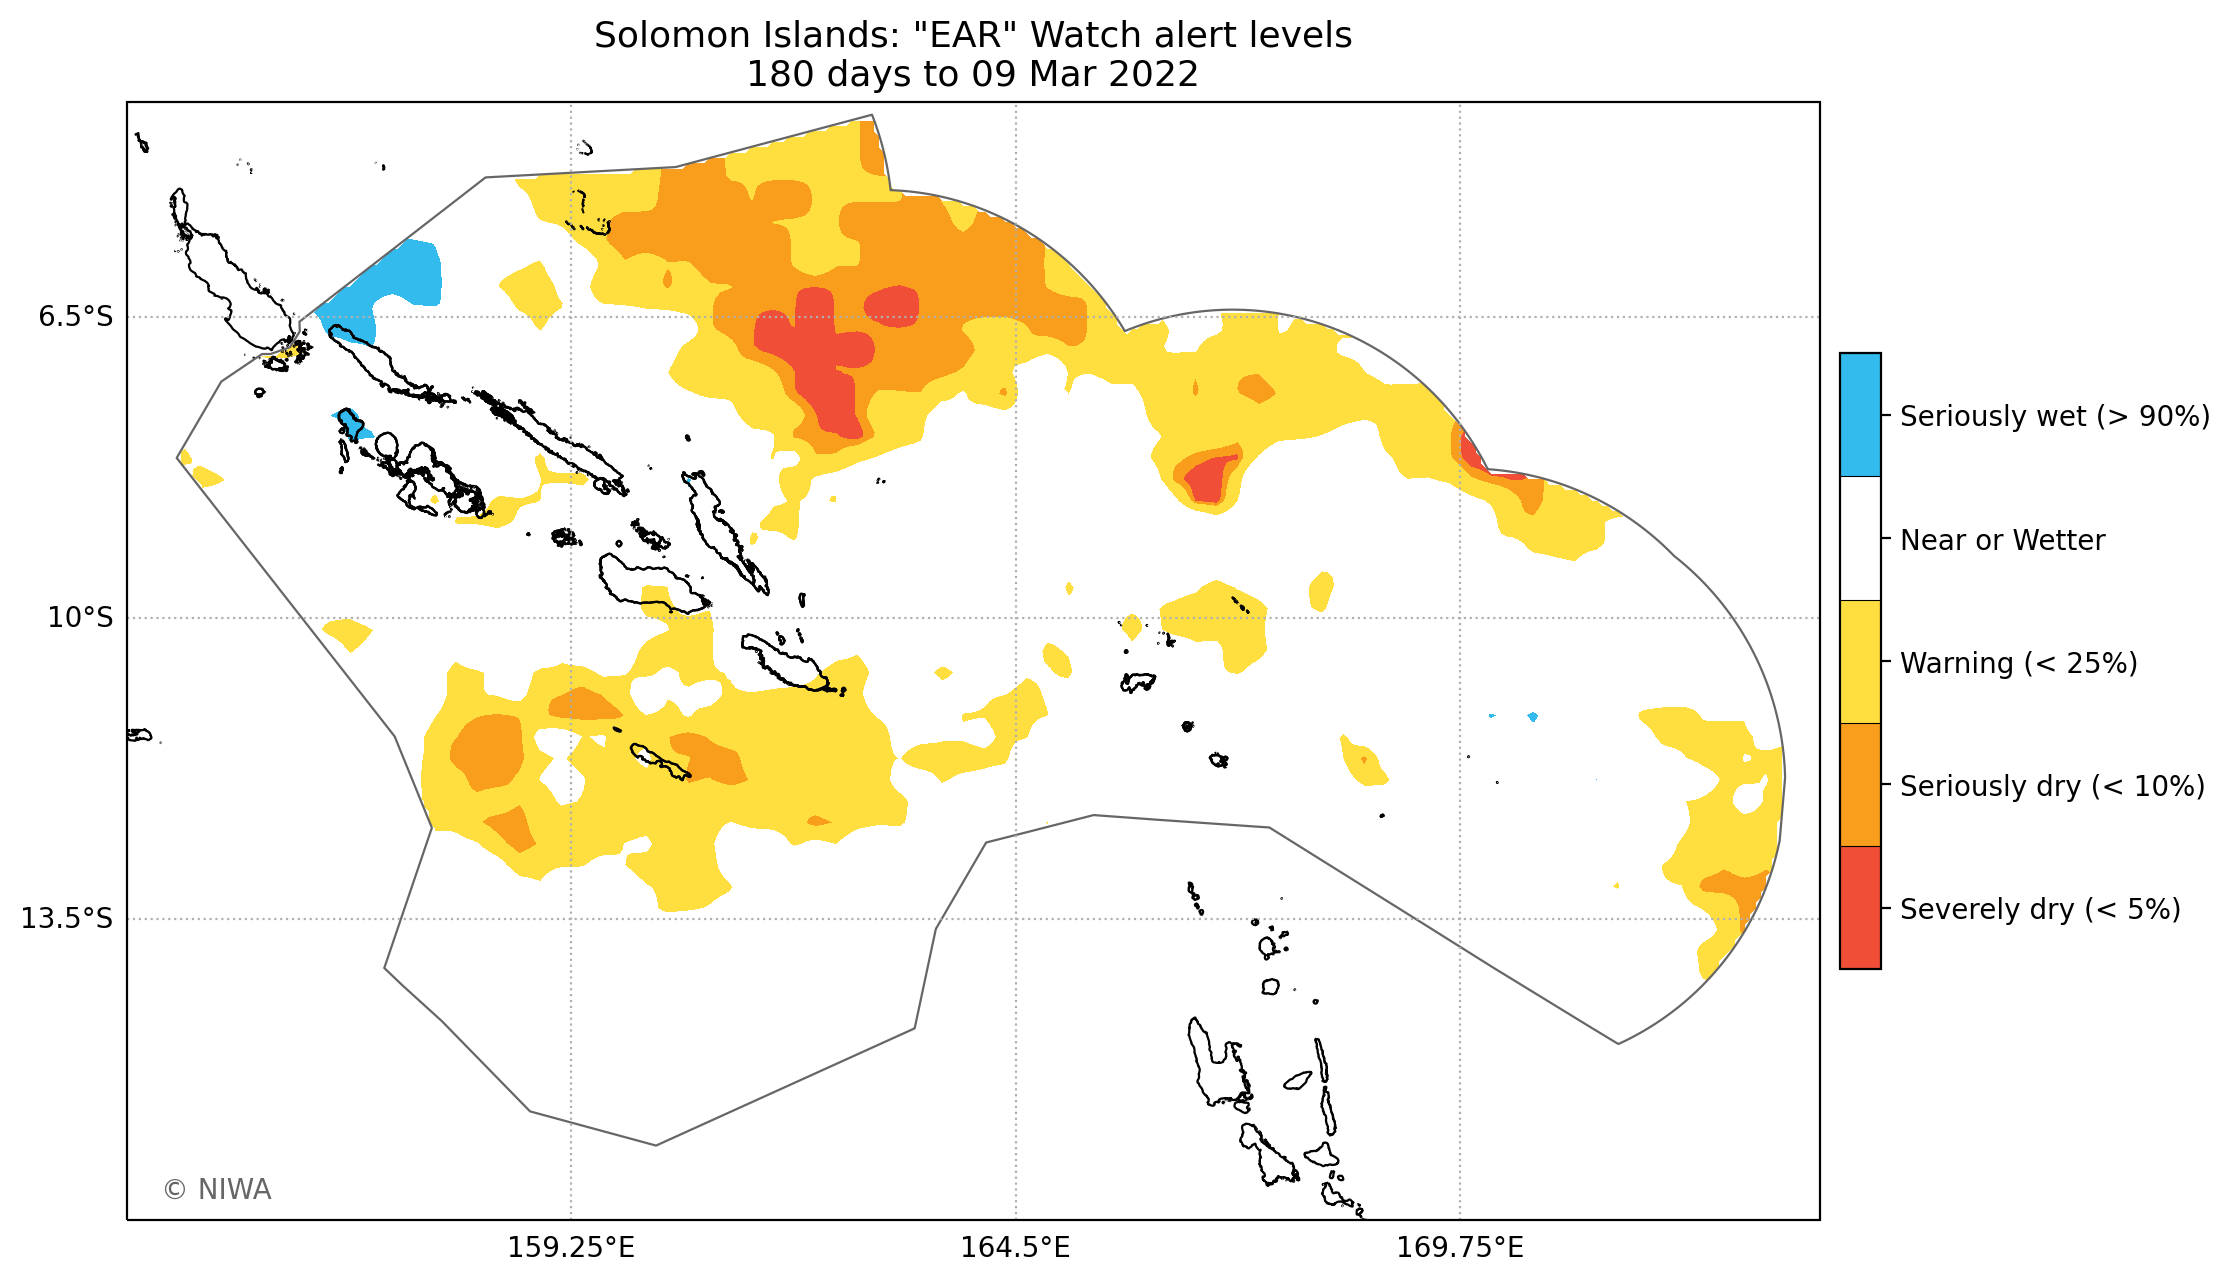 Solomon Islands: "EAR" Watch alert levels
180 days to 09 Mar 2022
6.5°S
10°S
13.5°S
159.25°E
164.5°E
169.75°E
Seriously wet (> 90%)
Near or Wetter
Warning (< 25%)
Seriously dry (< 10%)
Severely dry (< 5%)
© NIWA